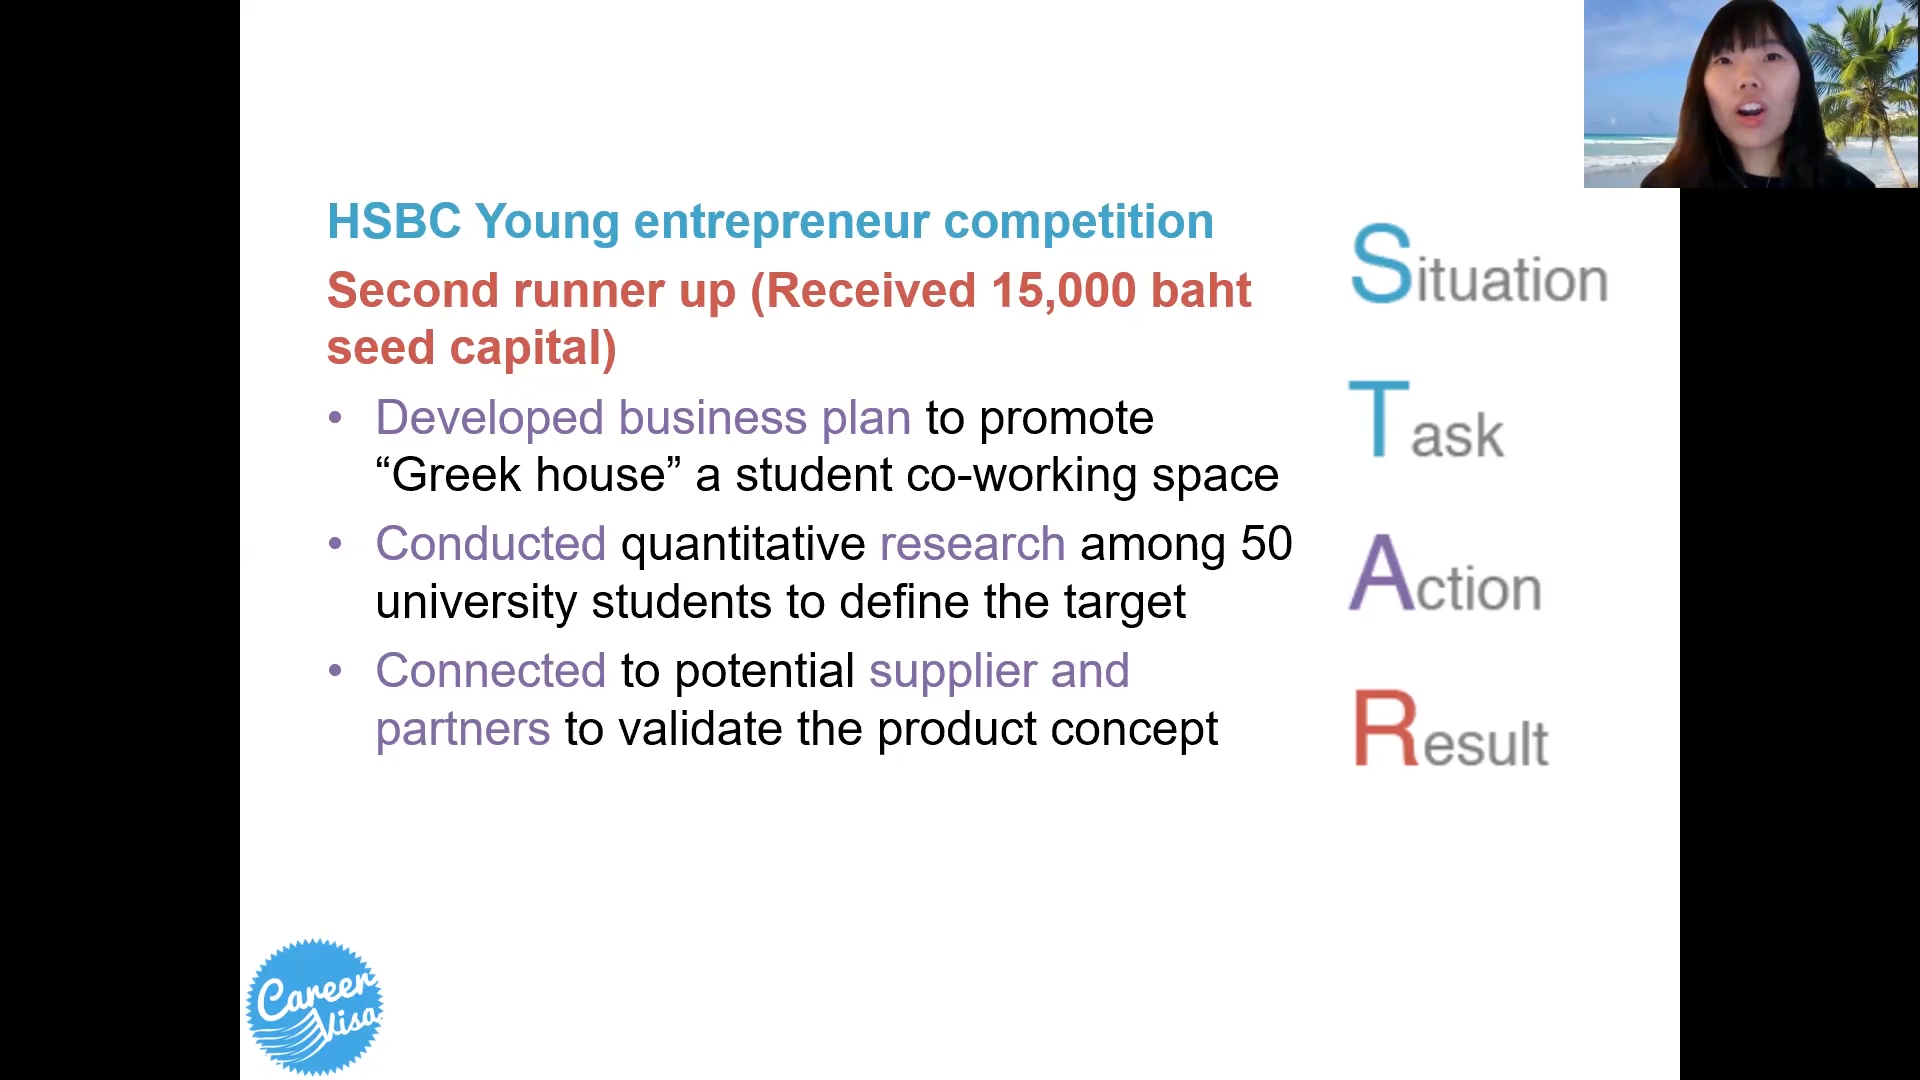 HSBC Young entrepreneur competition
Second runner up (Received 15,000 baht
seed capital)
• Developed business plan to promote
“Greek house” a student co-working space
• Conducted quantitative research among 50
university students to define the target
• Connected to potential supplier and
partners to validate the product concept
Situation
Task
Action
Result
Career
Visa